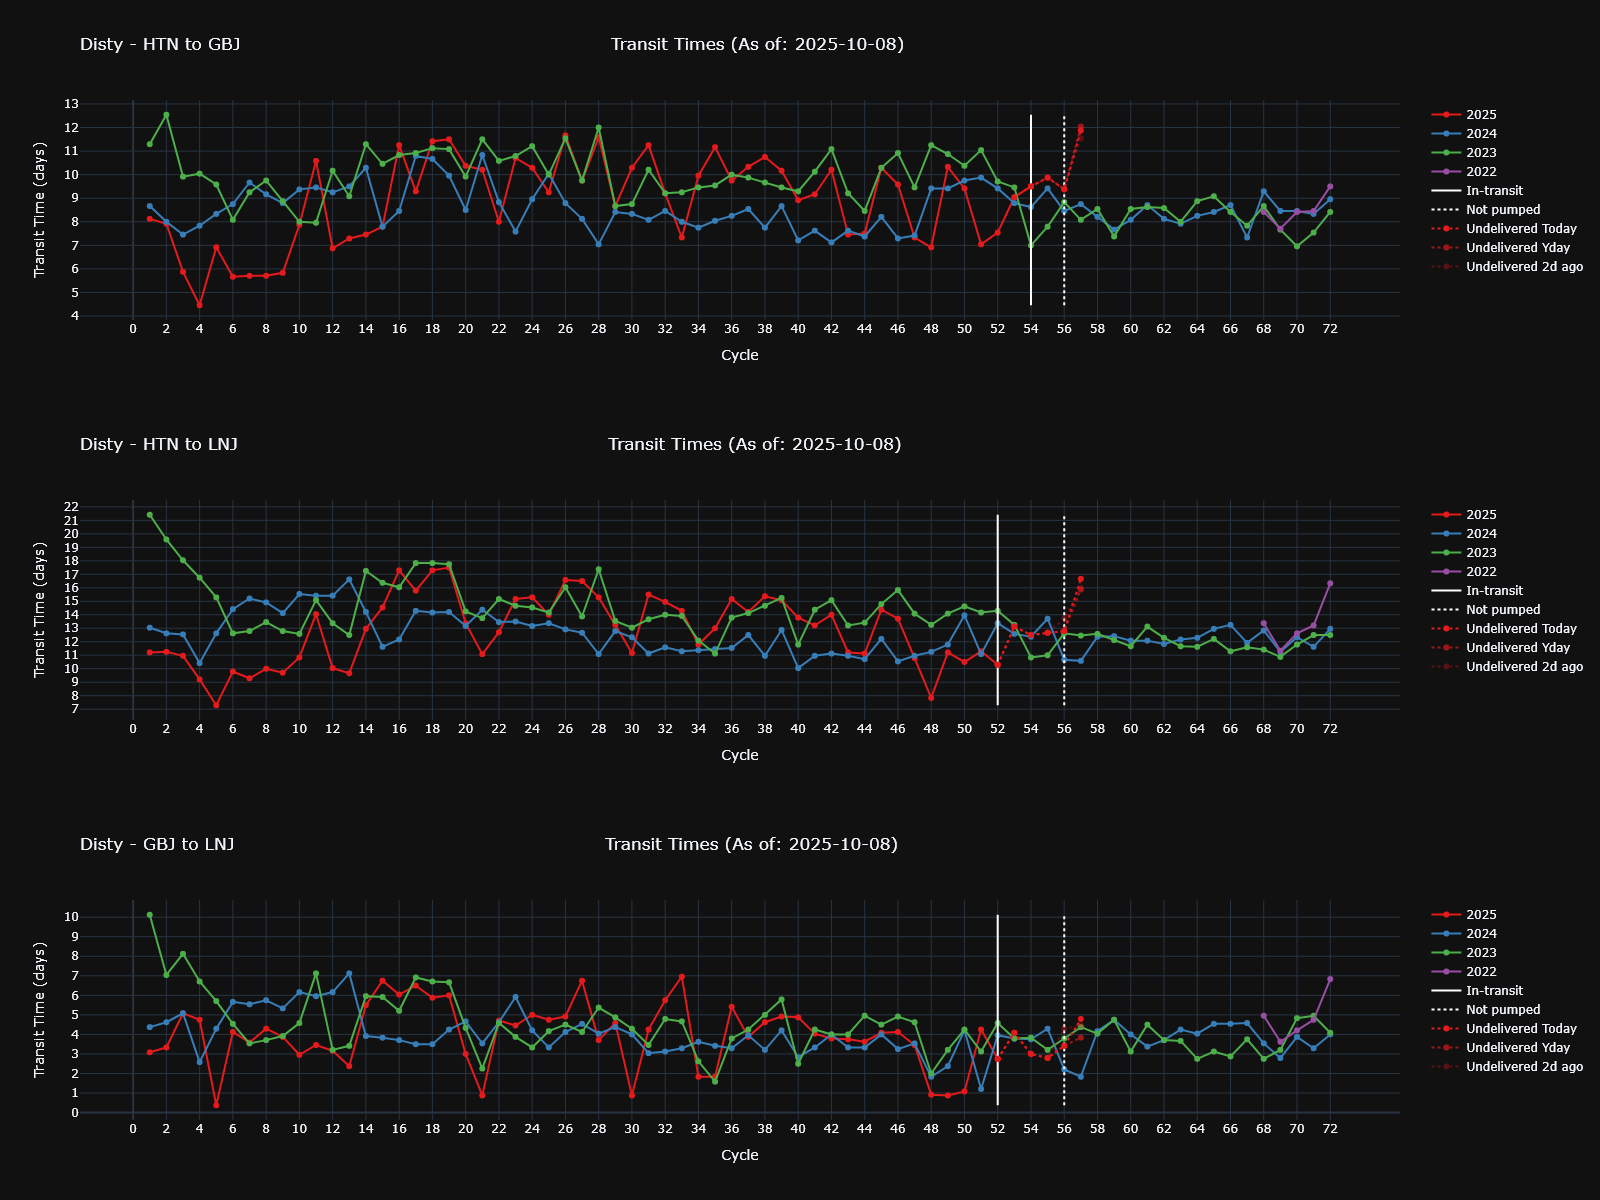 Disty - HTN to GBJ
Transit Times (As of: 2025-10-08)
Transit Time (days)
13
12
11
10
9
8
7
6
5
4
0 2 4 6 8 10 12 14 16 18 20 22 24 26 28 30 32 34 36 38 40 42 44 46 48 50 52 54 56 58 60 62 64 66 68 70 72
Cycle
2025
2024
2023
2022
In-transit
Not pumped
Undelivered Today
Undelivered Yday
Undelivered 2d ago
Disty - HTN to LNJ
Transit Times (As of: 2025-10-08)
Transit Time (days)
22
21
20
19
18
17
16
15
14
13
12
11
10
9
8
7
0 2 4 6 8 10 12 14 16 18 20 22 24 26 28 30 32 34 36 38 40 42 44 46 48 50 52 54 56 58 60 62 64 66 68 70 72
Cycle
2025
2024
2023
2022
In-transit
Not pumped
Undelivered Today
Undelivered Yday
Undelivered 2d ago
Disty - GBJ to LNJ
Transit Times (As of: 2025-10-08)
Transit Time (days)
10
9
8
7
6
5
4
3
2
1
0
0 2 4 6 8 10 12 14 16 18 20 22 24 26 28 30 32 34 36 38 40 42 44 46 48 50 52 54 56 58 60 62 64 66 68 70 72
Cycle
2025
2024
2023
2022
In-transit
Not pumped
Undelivered Today
Undelivered Yday
Undelivered 2d ago